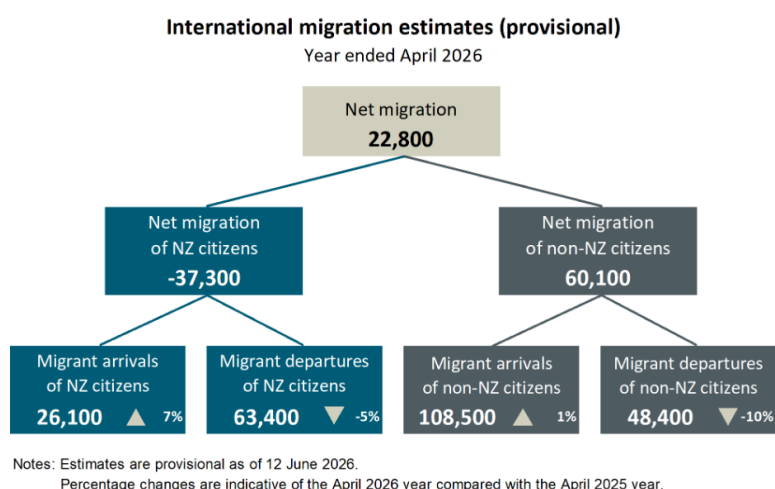 International migration estimates (provisional)
Year ended April 2026
Net migration
22,800
Net migration
of NZ citizens
-37,300
Net migration
of non-NZ citizens
60,100
Migrant arrivals
of NZ citizens
26,100 ▲ 7%
Migrant departures
of NZ citizens
63,400 ▼ -5%
Migrant arrivals
of non-NZ citizens
108,500 ▲ 1%
Migrant departures
of non-NZ citizens
48,400 ▼ -10%
Notes: Estimates are provisional as of 12 June 2026.
Percentage changes are indicative of the April 2026 year compared with the April 2025 year.